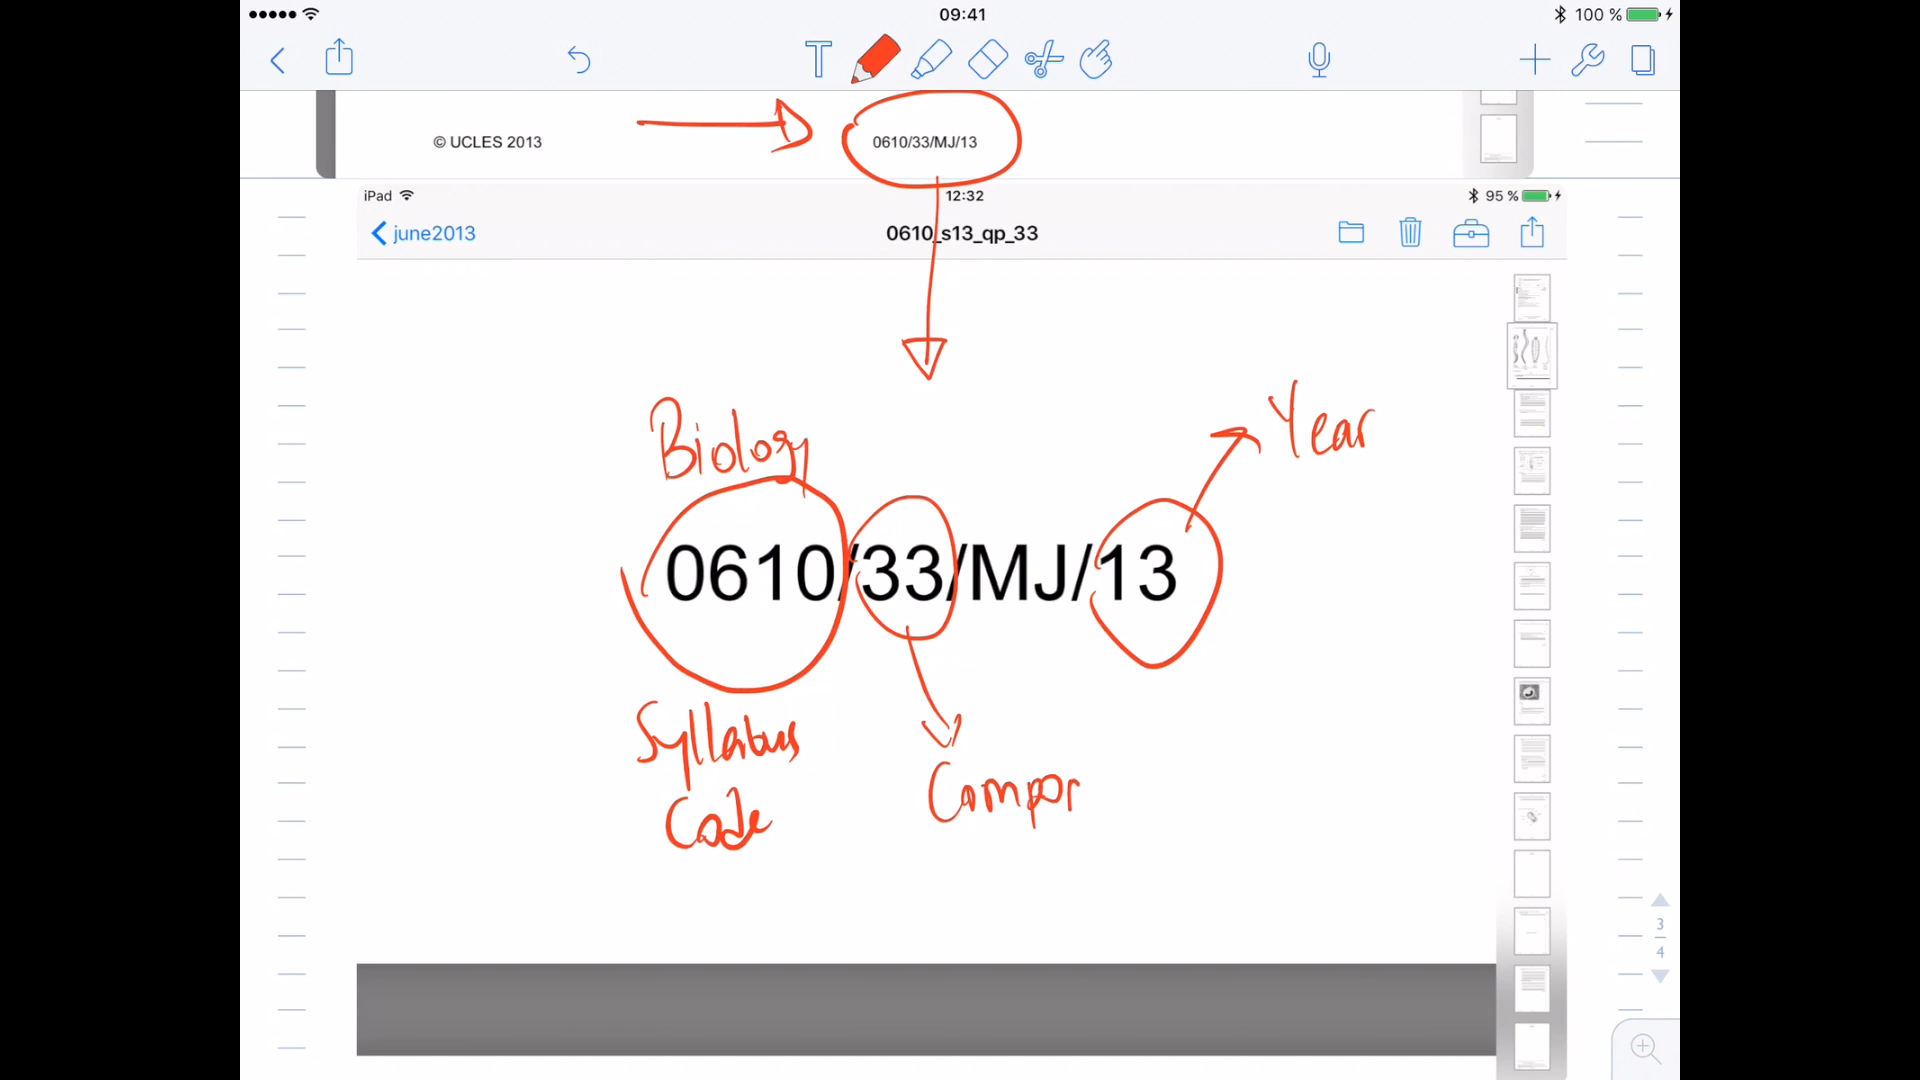 09:41
100 %
T
© UCLES 2013
0610/33/MJ/13
iPad
12:32
95 %
june2013
0610_s13_qp_33
Year
Biology
0610/33/MJ/13
Syllabus
Code
Compon
3
4